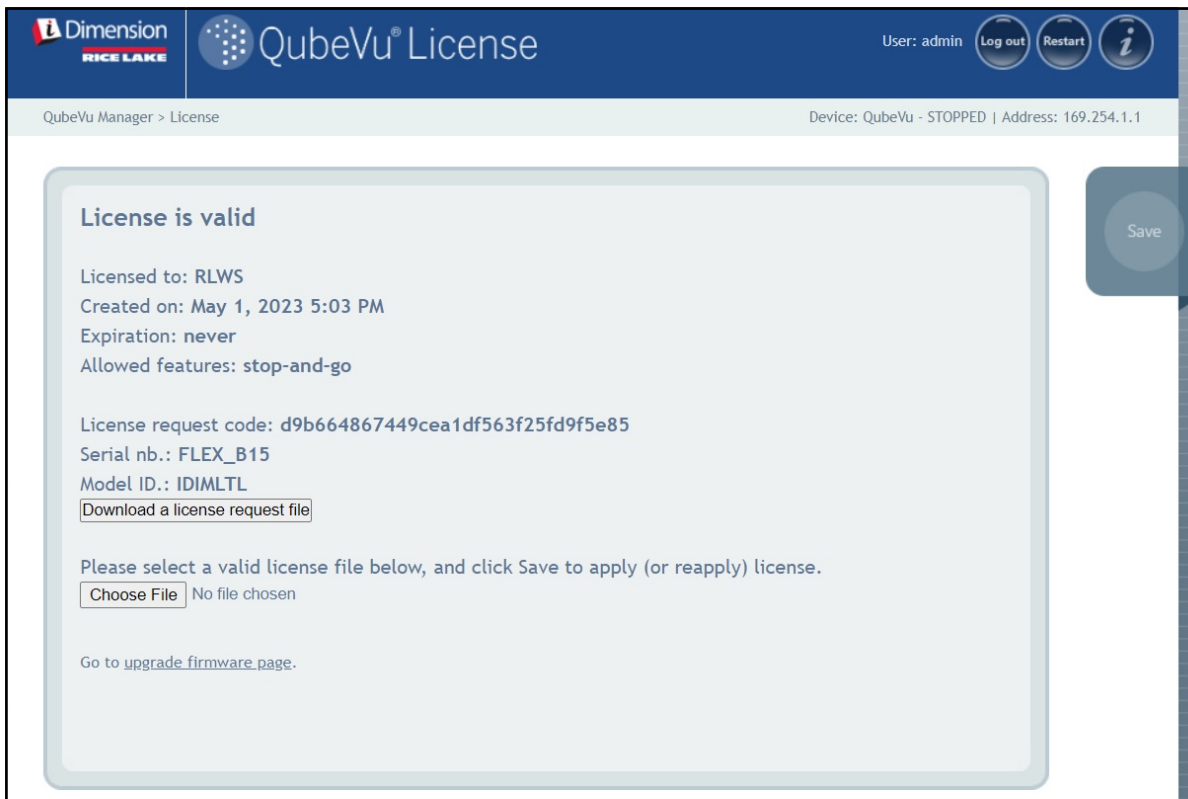 iDimension
RICE LAKE
QubeVu® License
User: admin
Log out
Restart
i
QubeVu Manager > License
Device: QubeVu - STOPPED | Address: 169.254.1.1
License is valid
Save
Licensed to: RLWS
Created on: May 1, 2023 5:03 PM
Expiration: never
Allowed features: stop-and-go
License request code: d9b664867449cea1df563f25fd9f5e85
Serial nb.: FLEX_B15
Model ID.: IDIMLTL
Download a license request file
Please select a valid license file below, and click Save to apply (or reapply) license.
Choose File No file chosen
Go to upgrade firmware page.